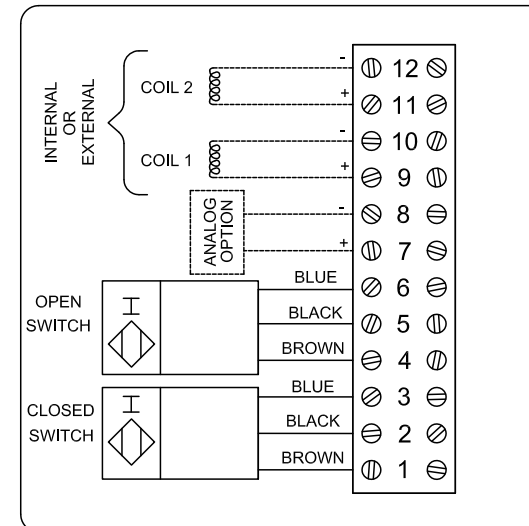 INTERNAL
OR
EXTERNAL
COIL 2
COIL 1
ANALOG
OPTION
OPEN
SWITCH
CLOSED
SWITCH
-
+
-
+
-
+
BLUE
BLACK
BROWN
BLUE
BLACK
BROWN
12
11
10
9
8
7
6
5
4
3
2
1